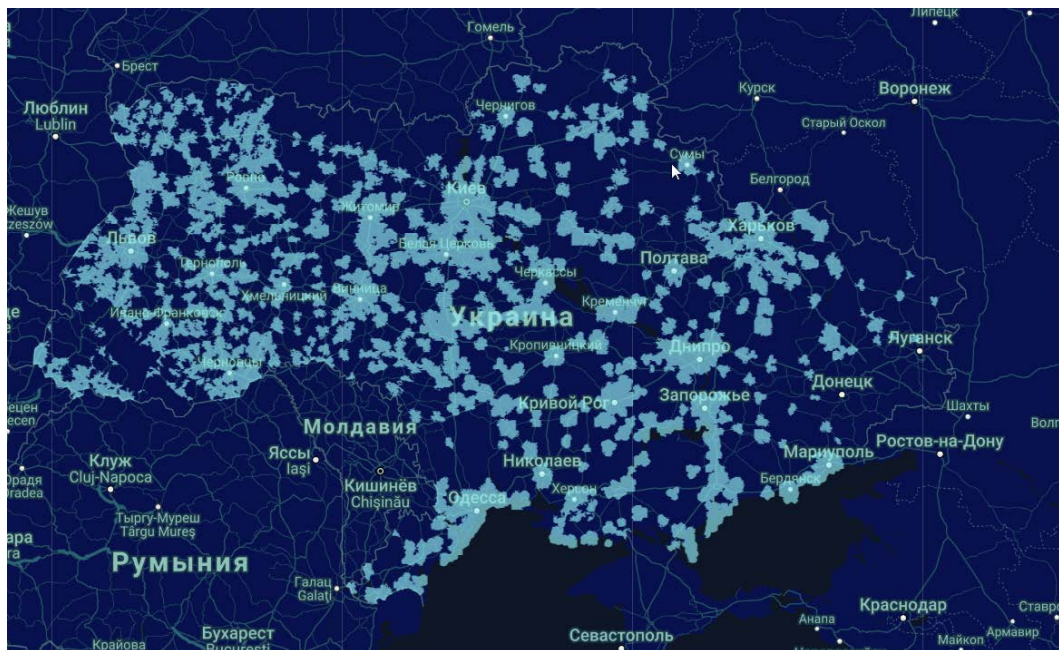 Липецк
Гомель
Брест
Курск
Воронеж
Люблин
Lublin
Чернигов
Старый Оскол
Сумы
Белгород
Ровно
Киев
Жешув
Rzeszów
Житомир
Львов
Харьков
Белая Церковь
Тернополь
Полтава
Черкассы
Хмельницкий
Винница
Кременчуг
Ивано-Франковск
Украина
Луганск
Кропивницкий
Днипро
Черновцы
Донецк
Кривой Рог
Запорожье
Шахты
Молдавия
Ростов-на-Дону
Яссы
Iași
Мариуполь
Клуж
Cluj-Napoca
Николаев
Бердянск
Кишинёв
Chișinău
Одесса
Херсон
Тыргу-Муреш
Târgu Mureș
Румыния
Галац
Galați
Краснодар
Анапа
Армавир
Бухарест
Севастополь
Майкоп
Крайова